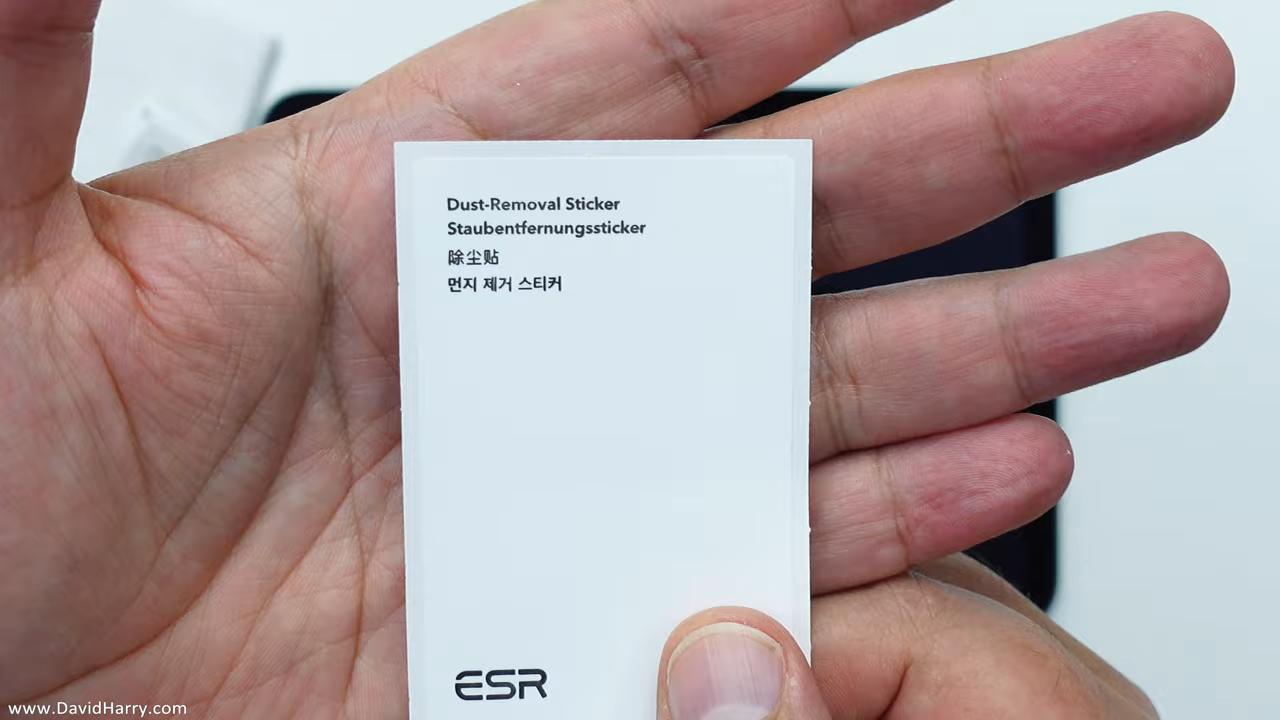 Dust-Removal Sticker
Staubentfernungssticker
除尘贴
먼지 제거 스티커
ESR
www.DavidHarry.com